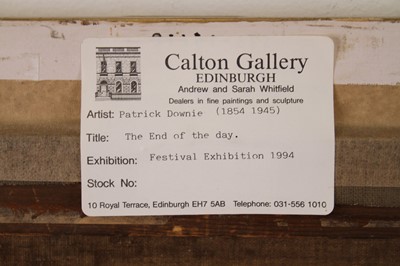 Calton Gallery
EDINBURGH
Andrew and Sarah Whitfield
Dealers in fine paintings and sculpture
Artist: Patrick Downie (1854 1945)
Title: The End of the day.
Exhibition: Festival Exhibition 1994
Stock No:
10 Royal Terrace, Edinburgh EH7 5AB Telephone: 031-556 1010